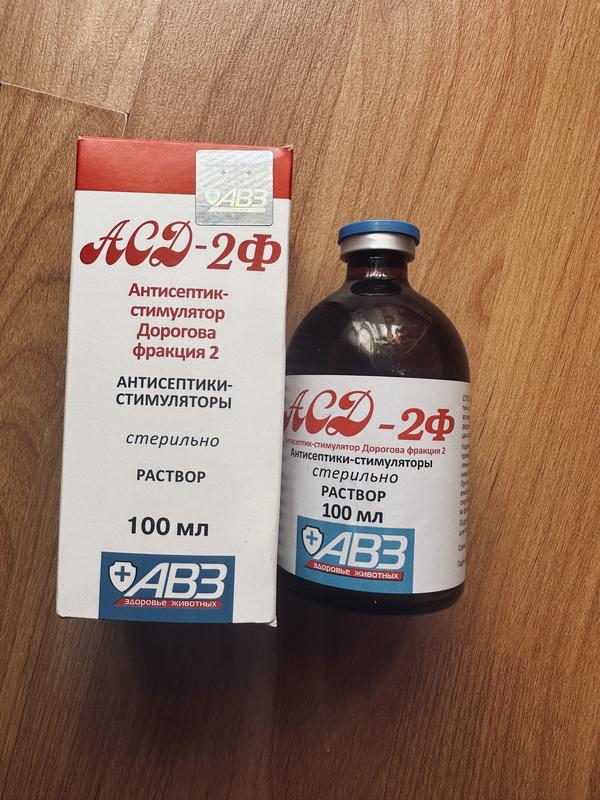 АВЗ
АСД-2Ф
Антисептик-
стимулятор
Дорогова
фракция 2
АНТИСЕПТИКИ-
СТИМУЛЯТОРЫ
стерильно
РАСТВОР
100 мл
АВЗ
здоровье животных
АСД-2Ф
Антисептик-стимулятор Дорогова фракция 2
Антисептики-стимуляторы
стерильно
РАСТВОР
100 мл
АВЗ
здоровье животных